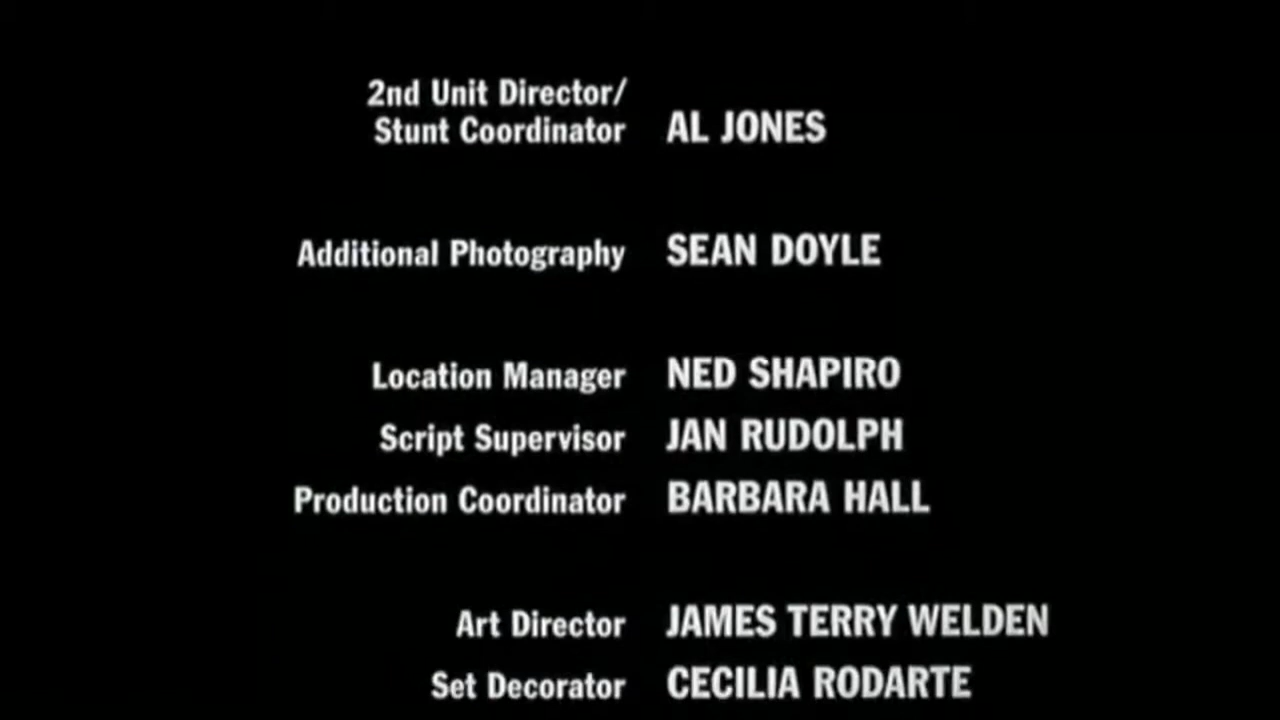 2nd Unit Director/
Stunt Coordinator AL JONES
Additional Photography SEAN DOYLE
Location Manager NED SHAPIRO
Script Supervisor JAN RUDOLPH
Production Coordinator BARBARA HALL
Art Director JAMES TERRY WELDEN
Set Decorator CECILIA RODARTE